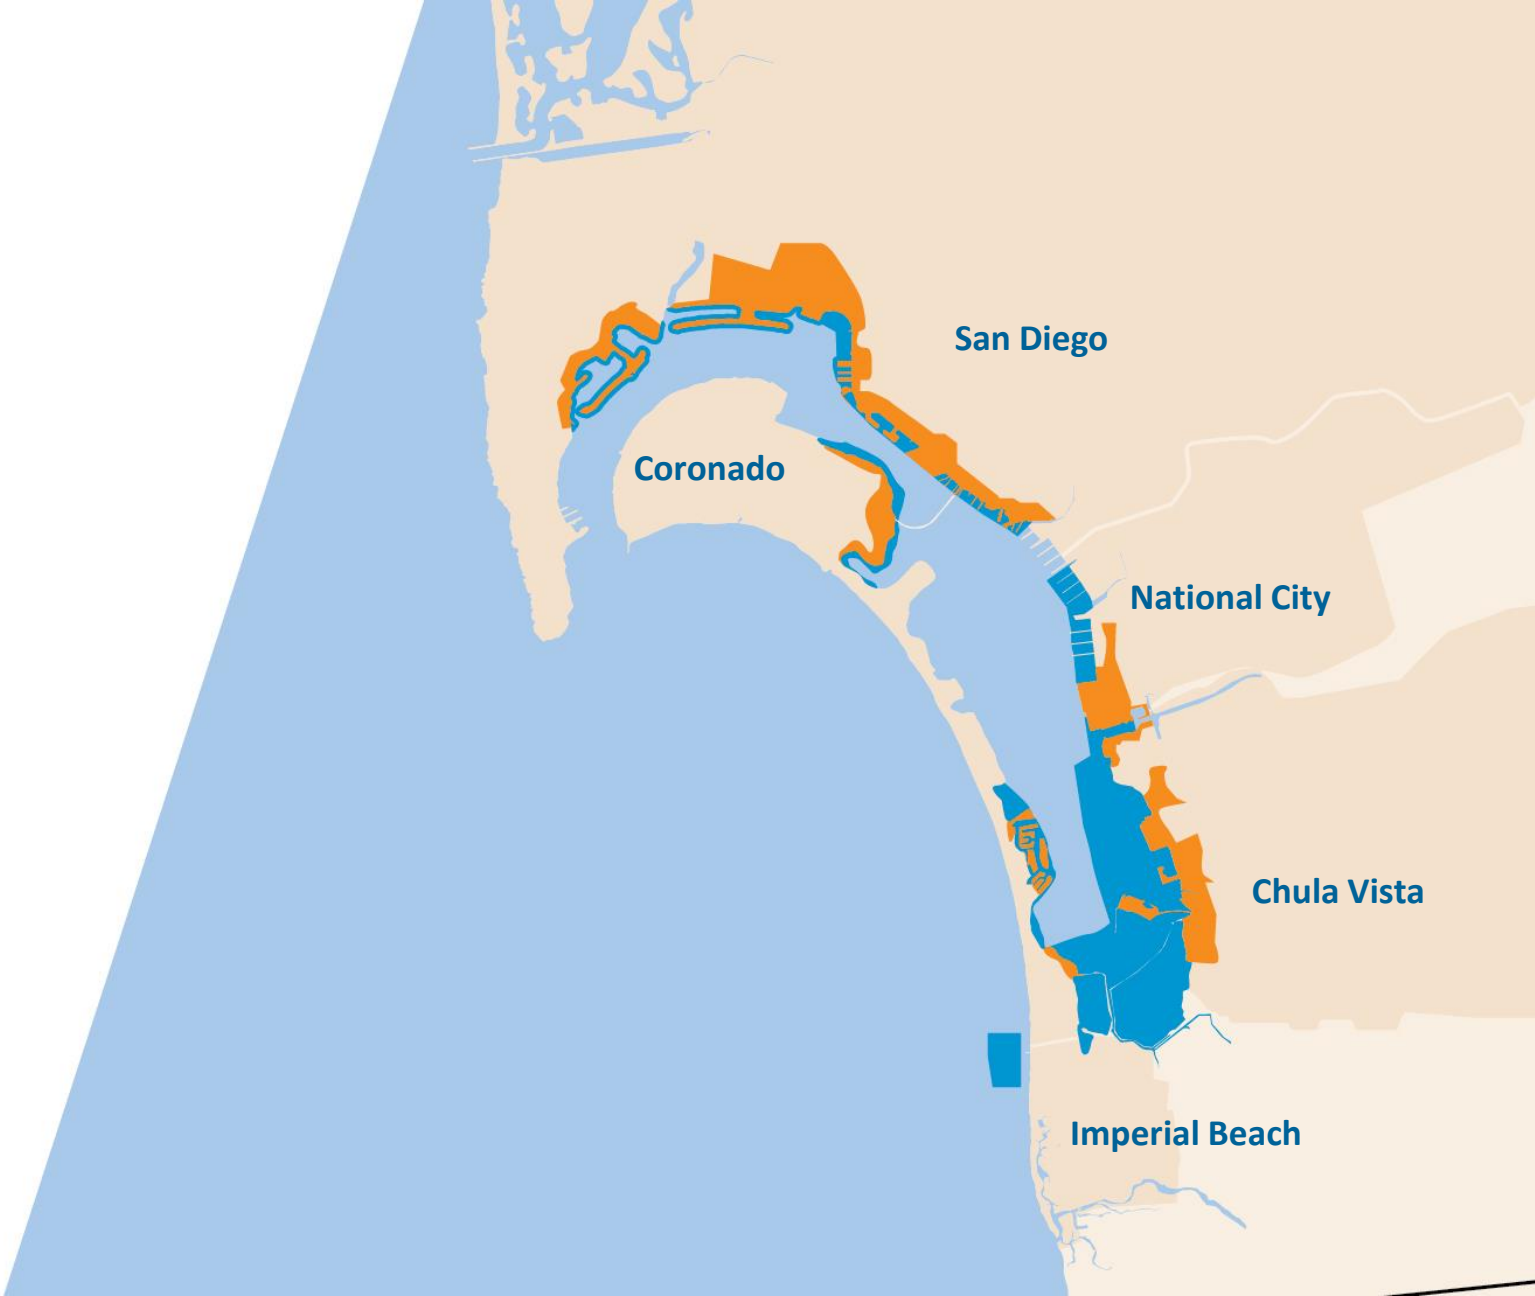 San Diego
Coronado
National City
Chula Vista
Imperial Beach